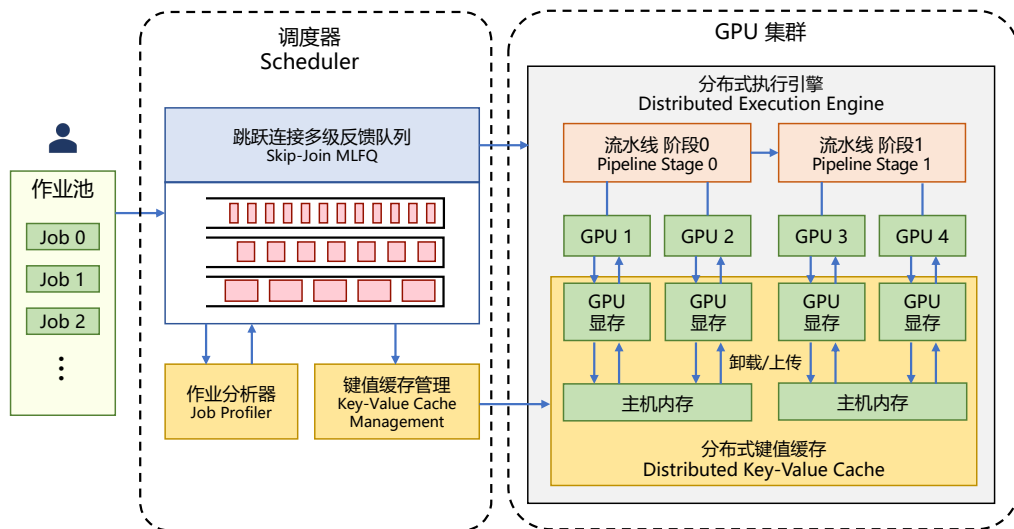 作业池
Job 0
Job 1
Job 2
调度器
Scheduler
跳跃连接多级反馈队列
Skip-Join MLFQ
作业分析器
Job Profiler
键值缓存管理
Key-Value Cache
Management
GPU 集群
分布式执行引擎
Distributed Execution Engine
流水线 阶段0
Pipeline Stage 0
流水线 阶段1
Pipeline Stage 1
GPU 1
GPU 2
GPU 3
GPU 4
GPU
显存
GPU
显存
GPU
显存
GPU
显存
卸载/上传
主机内存
主机内存
分布式键值缓存
Distributed Key-Value Cache